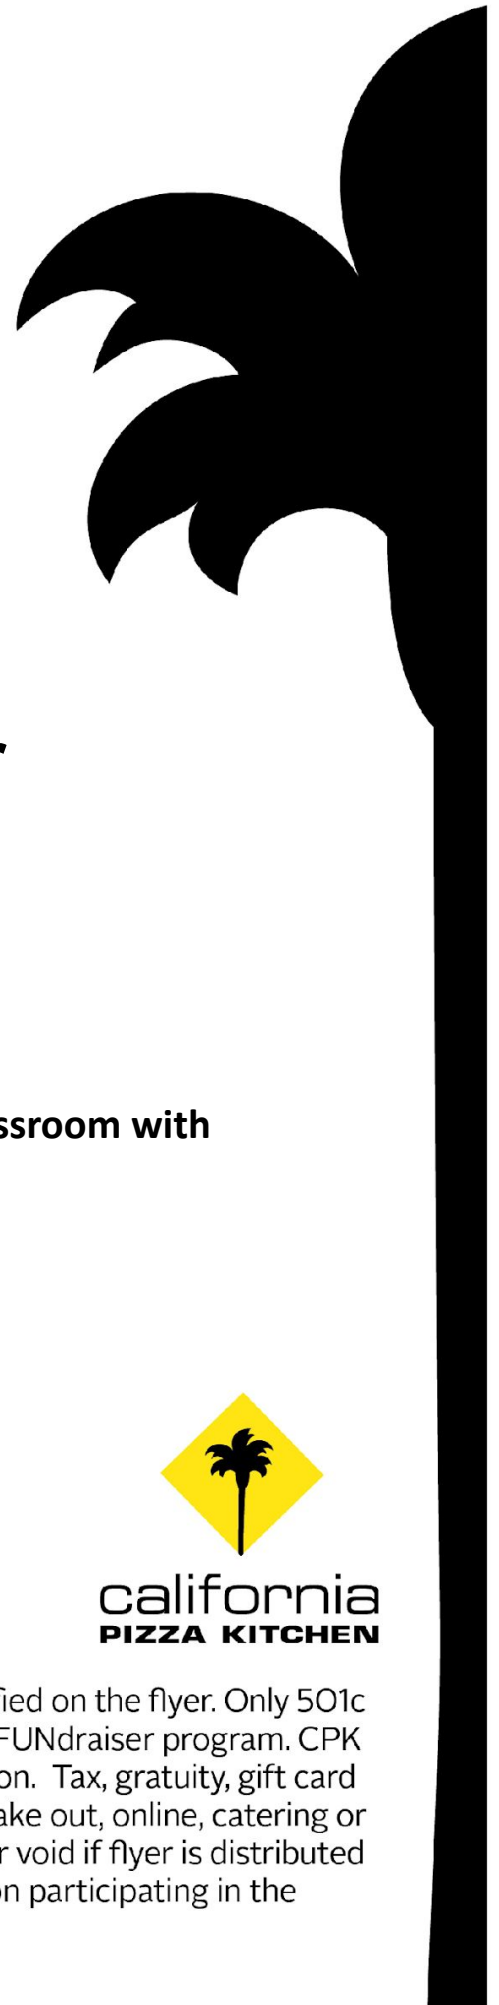 ssroom with
california
PIZZA KITCHEN
fied on the flyer. Only 501c
FUNdraiser program. CPK
on. Tax, gratuity, gift card
ake out, online, catering or
r void if flyer is distributed
on participating in the